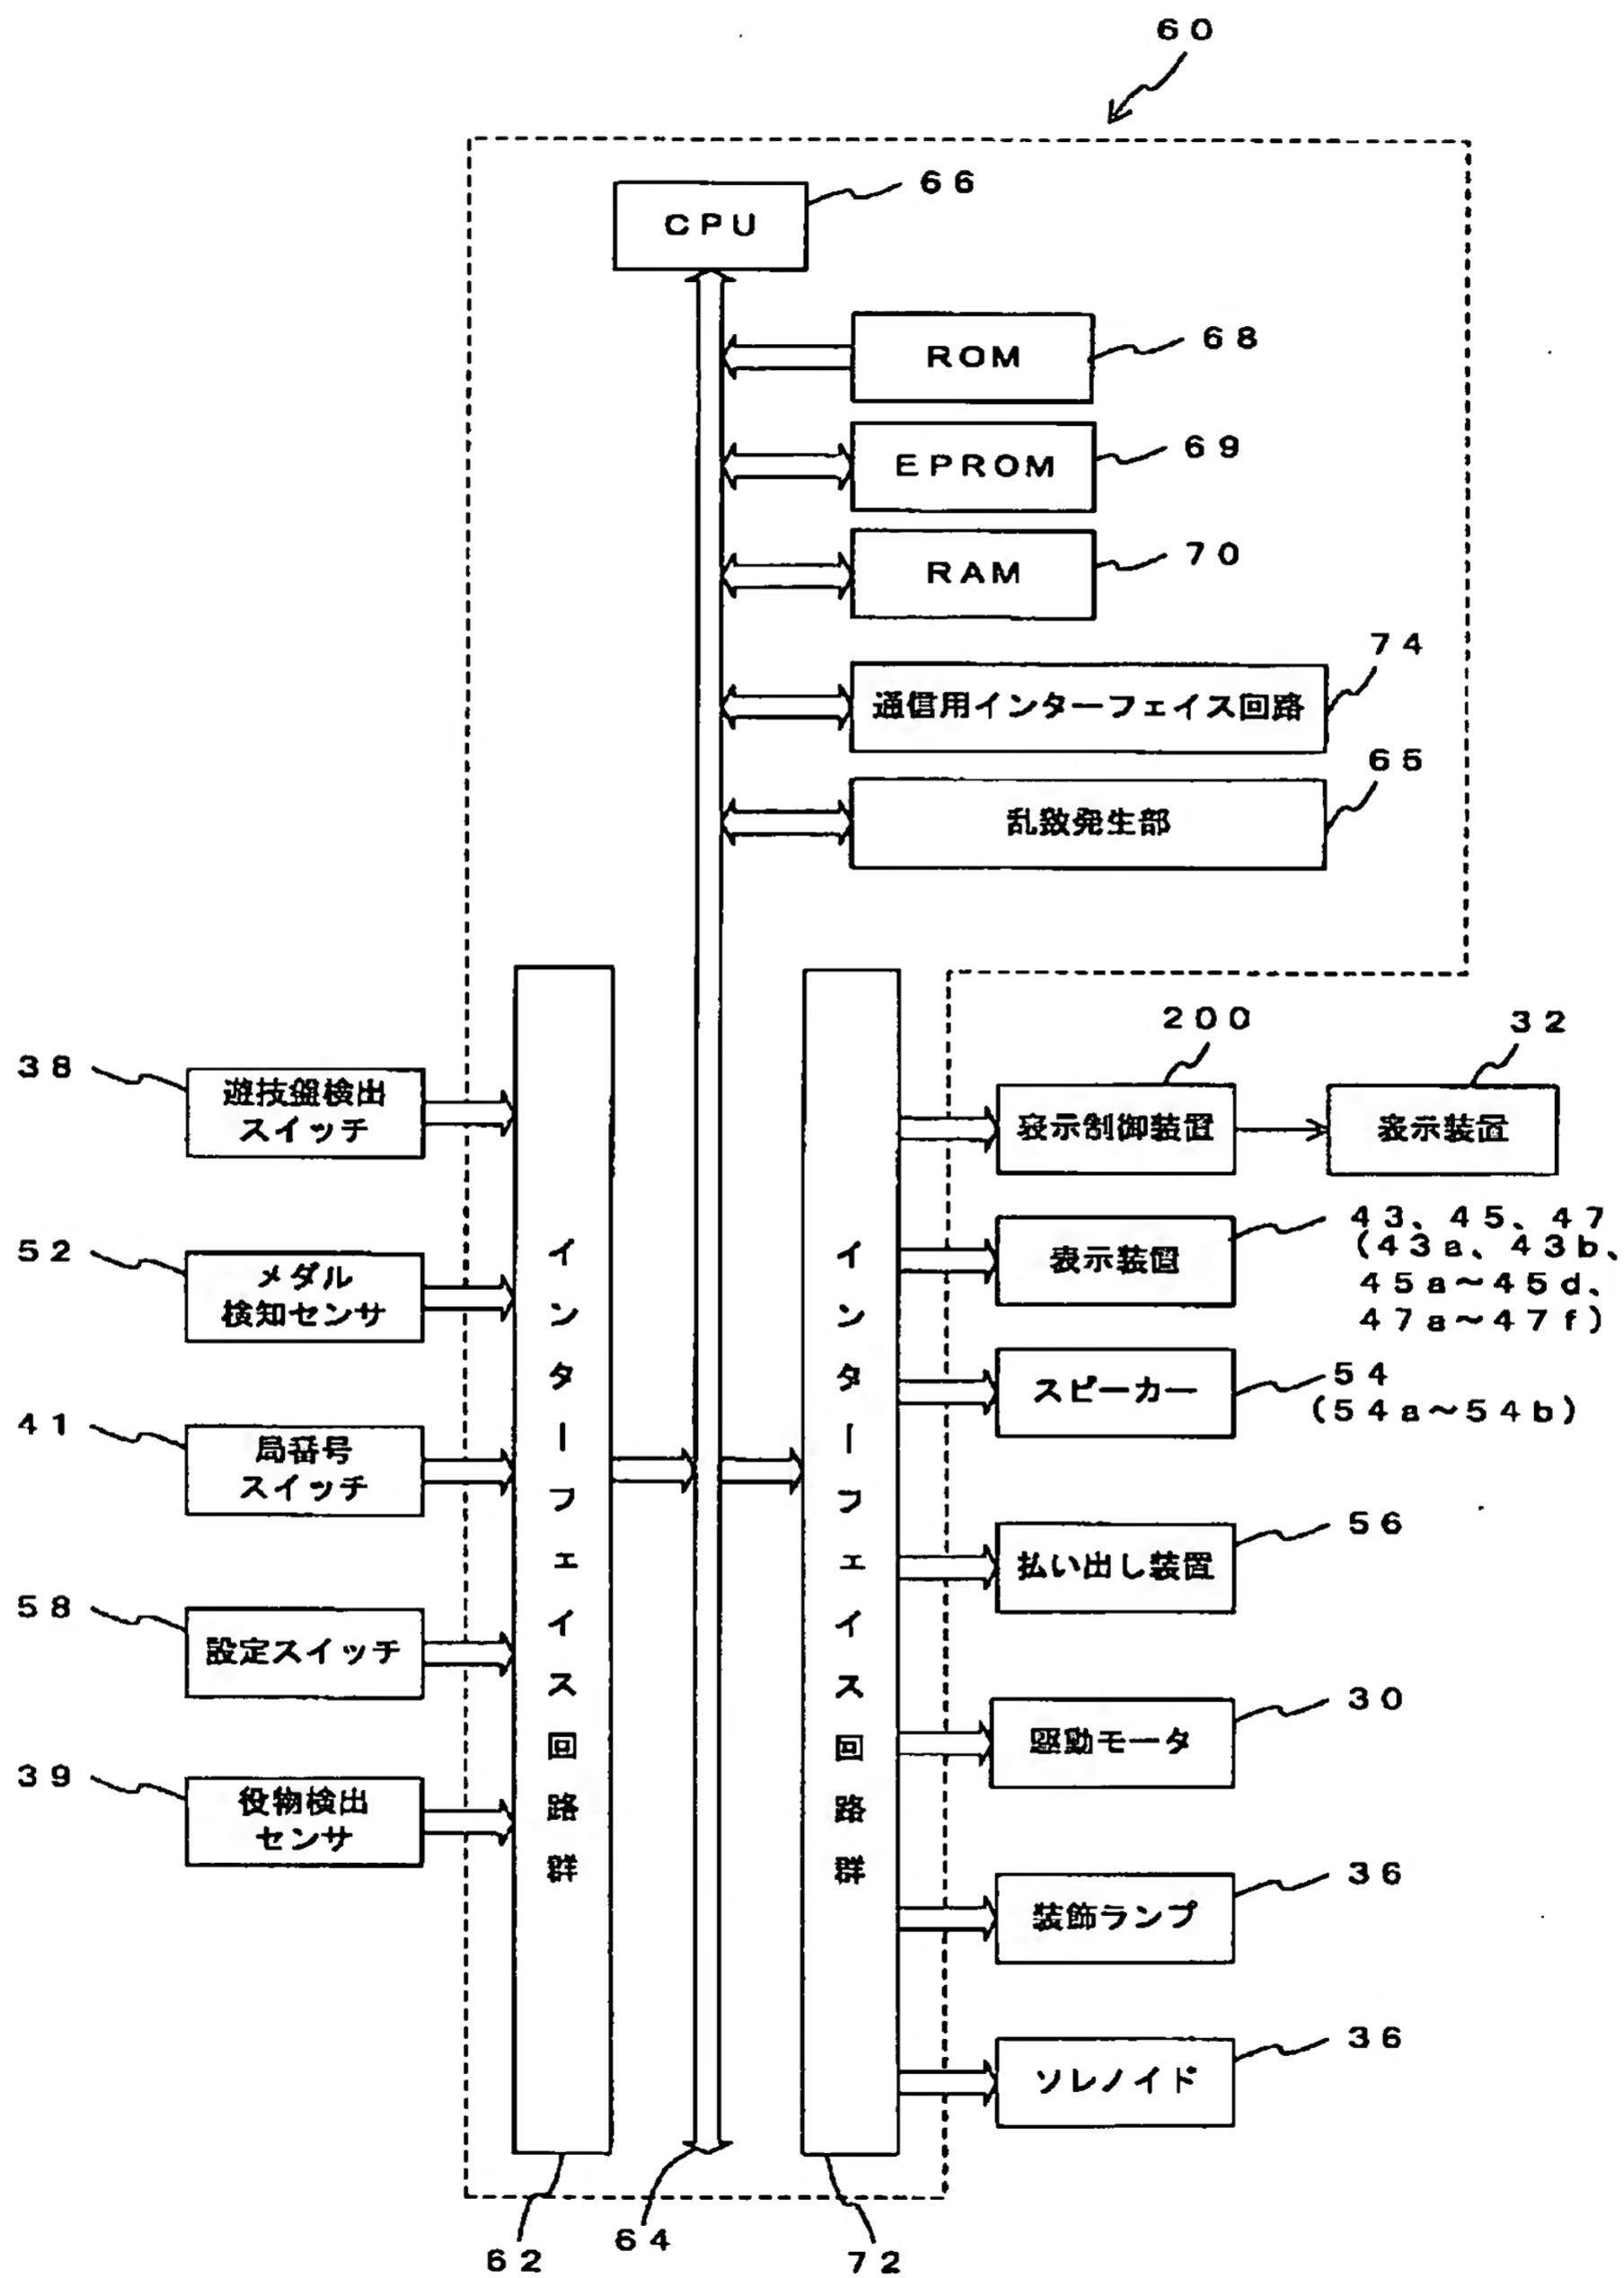 60
CPU
66
ROM
68
EPROM
69
RAM
70
74
通信用インターフェイス回路
65
乱数発生部
38
遊技盤検出
スイッチ
52
メダル
検知センサ
41
局番号
スイッチ
58
設定スイッチ
39
役物検出
センサ
インターフェイス回路群
インターフェイス回路群
200
表示制御装置
32
表示装置
表示装置
43、45、47
(43a、43b、
45a～45d、
47a～47f)
スピーカー
54
(54a～54b)
払い出し装置
56
駆動モータ
30
装飾ランプ
36
ソレノイド
36
62
64
72